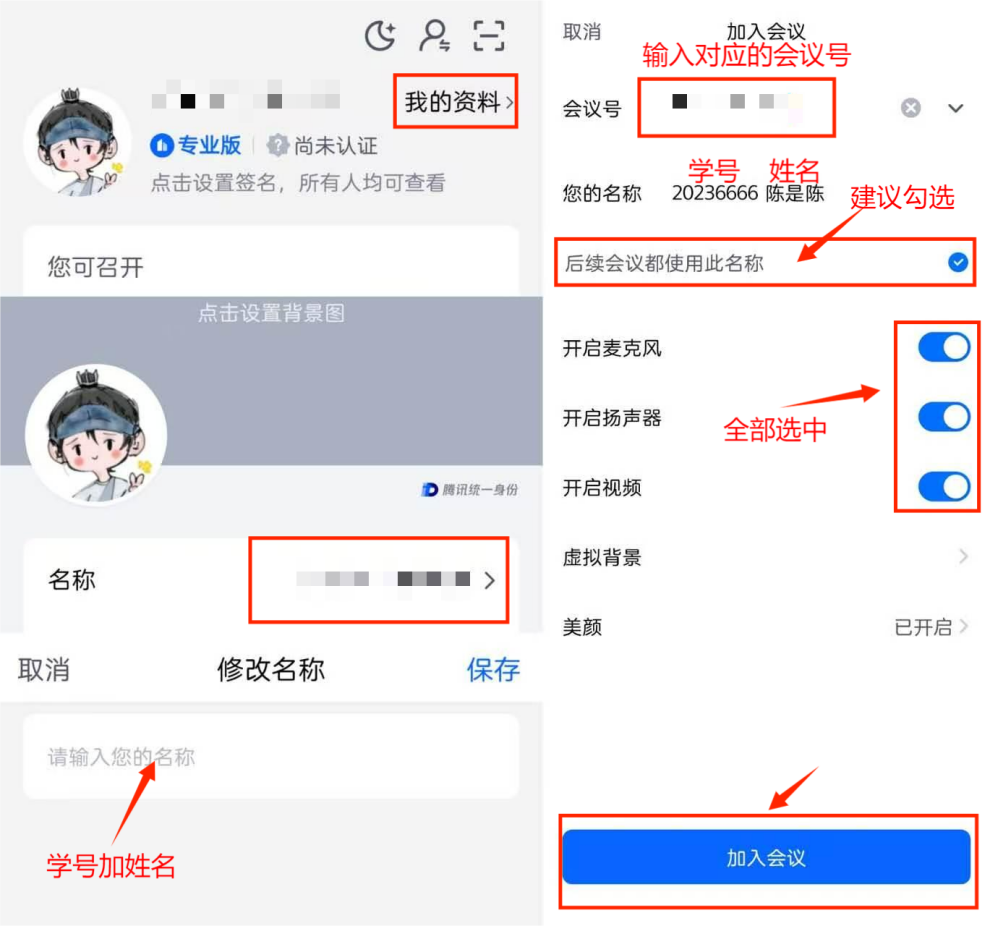 我的资料
专业版
尚未认证
点击设置签名，所有人均可查看
您可召开
点击设置背景图
腾讯统一身份
名称
取消
修改名称
保存
请输入您的名称
学号加姓名
取消
加入会议
输入对应的会议号
会议号
学号 姓名
您的名称 20236666 陈是陈
建议勾选
后续会议都使用此名称
开启麦克风
开启扬声器
全部选中
开启视频
虚拟背景
美颜 已开启
加入会议